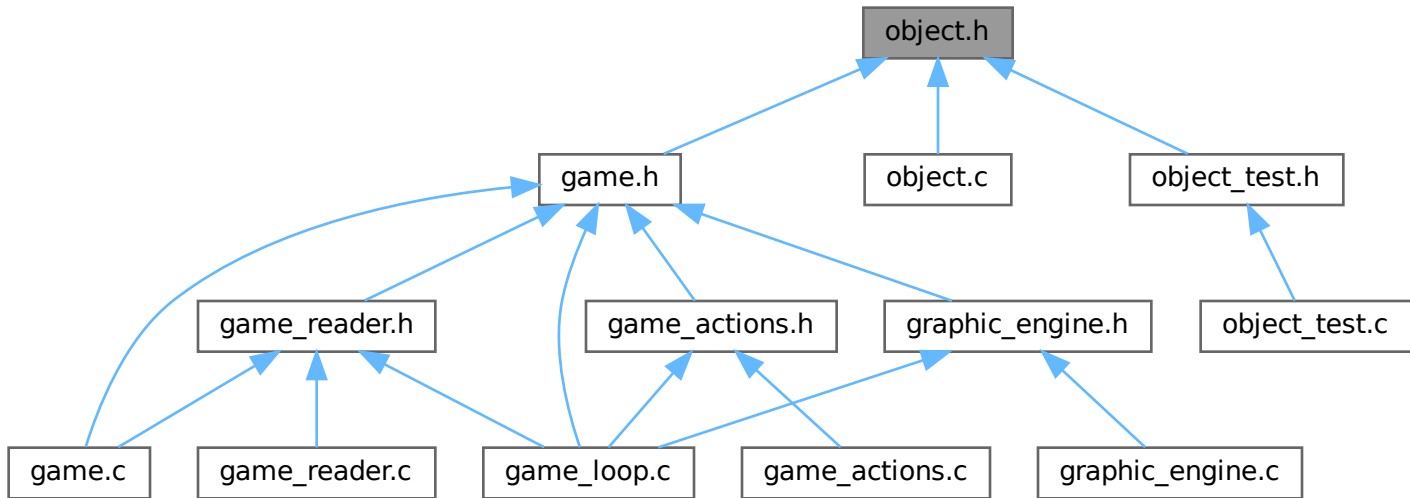 object.h
game.h
object.c
object_test.h
game_reader.h
game_actions.h
graphic_engine.h
object_test.c
game.c
game_reader.c
game_loop.c
game_actions.c
graphic_engine.c